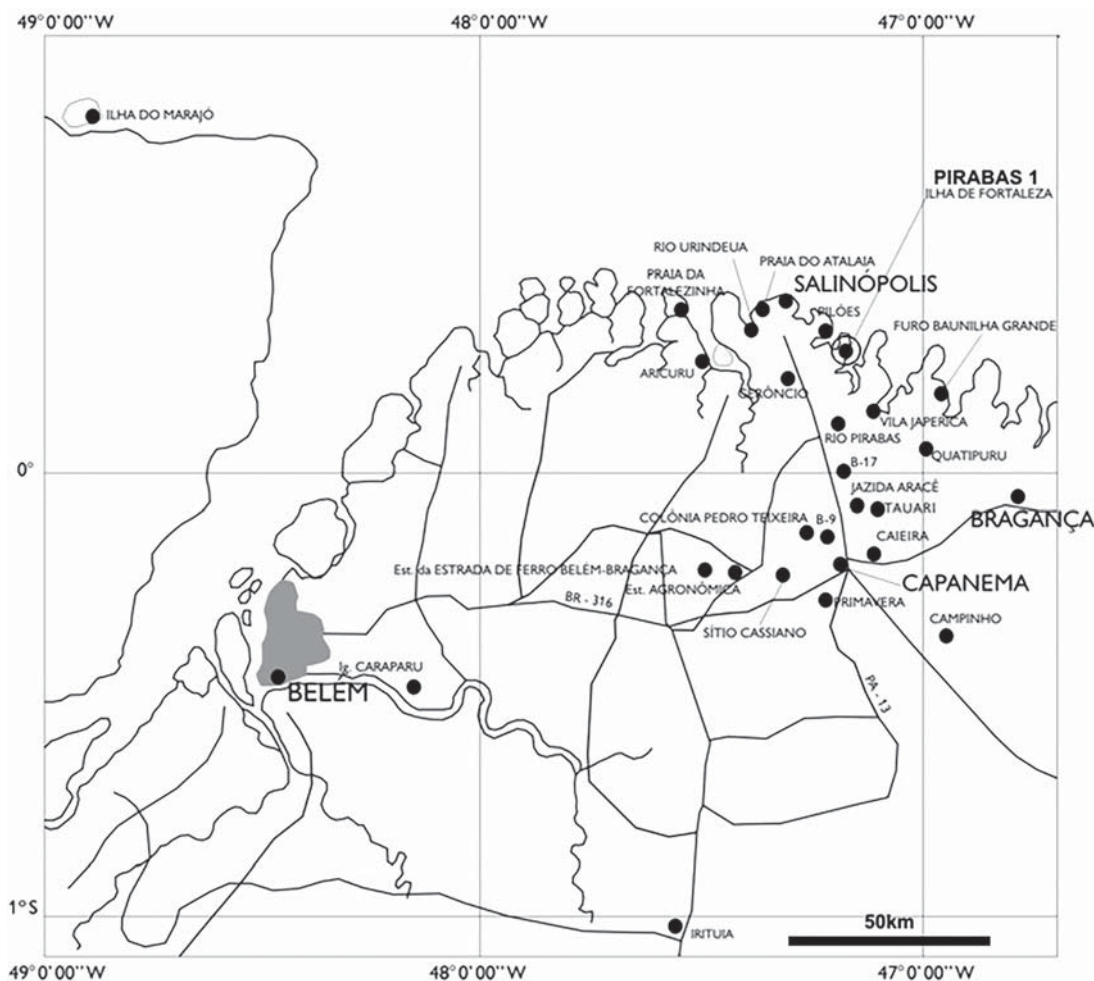 49°0'00''W
48°0'00''W
47°0'00''W
ILHA DO MARAJÓ
PIRABAS 1
ILHA DE FORTALEZA
RIO URINDEUA
PRAIA DO ATALAIA
PRAIA DA
FORTALEZINHA
SALINÓPOLIS
PILÕES
FURO BAUNILHA GRANDE
ARICURU
GERÔNCIO
VILA JAPERICA
RIO PIRABAS
QUATIPURU
0°
B-17
JAZIDA ARACÊ
TAUARI
COLÔNIA PEDRO TEIXEIRA
B-9
BRAGANÇA
CAIEIRA
Est. da ESTRADA DE FERRO BELÉM-BRAGANÇA
Est. AGRONÔMICA
CAPANEMA
BR - 316
PRIMAVERA
SÍTIO CASSIANO
CAMPINHO
Ig. CARAPARU
BELÉM
PA - 13
1°S
IRITUIA
50km
49°0'00''W
48°0'00''W
47°0'00''W